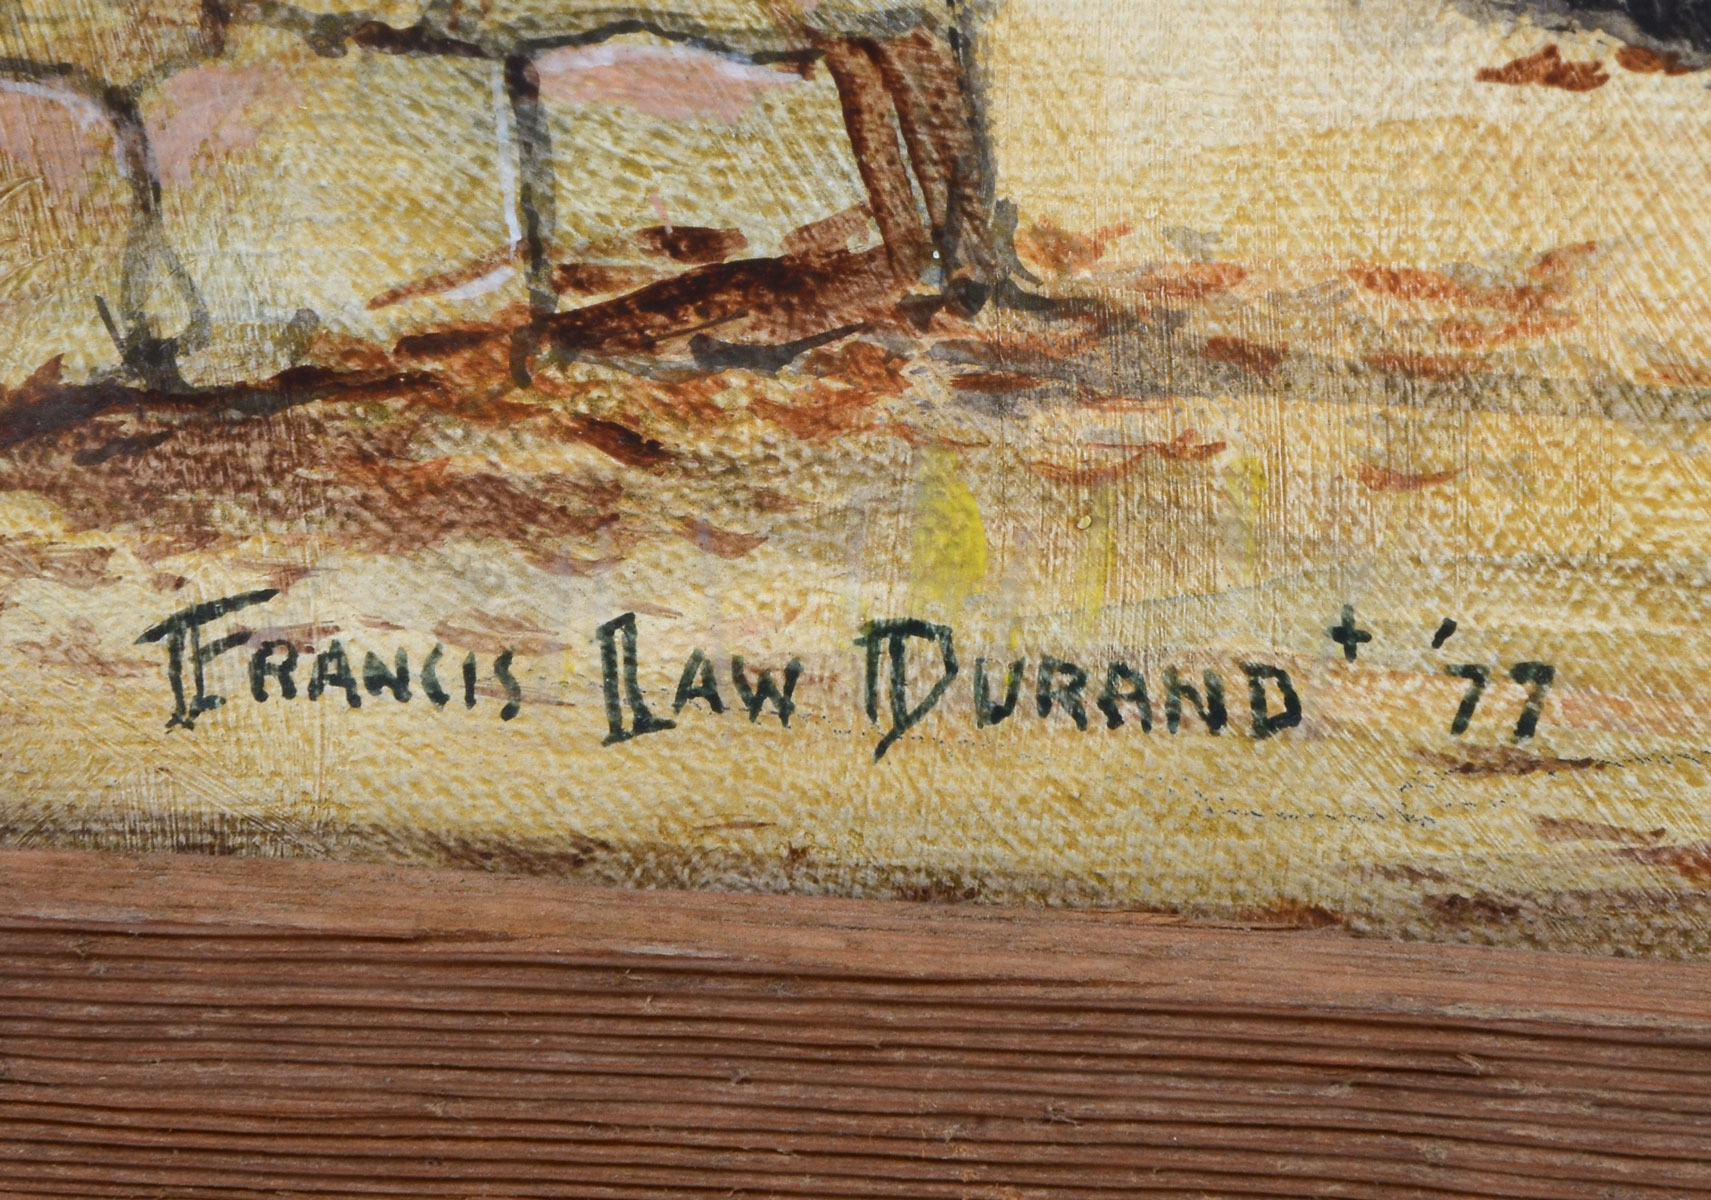 FRANCIS LAW DURAND + '77